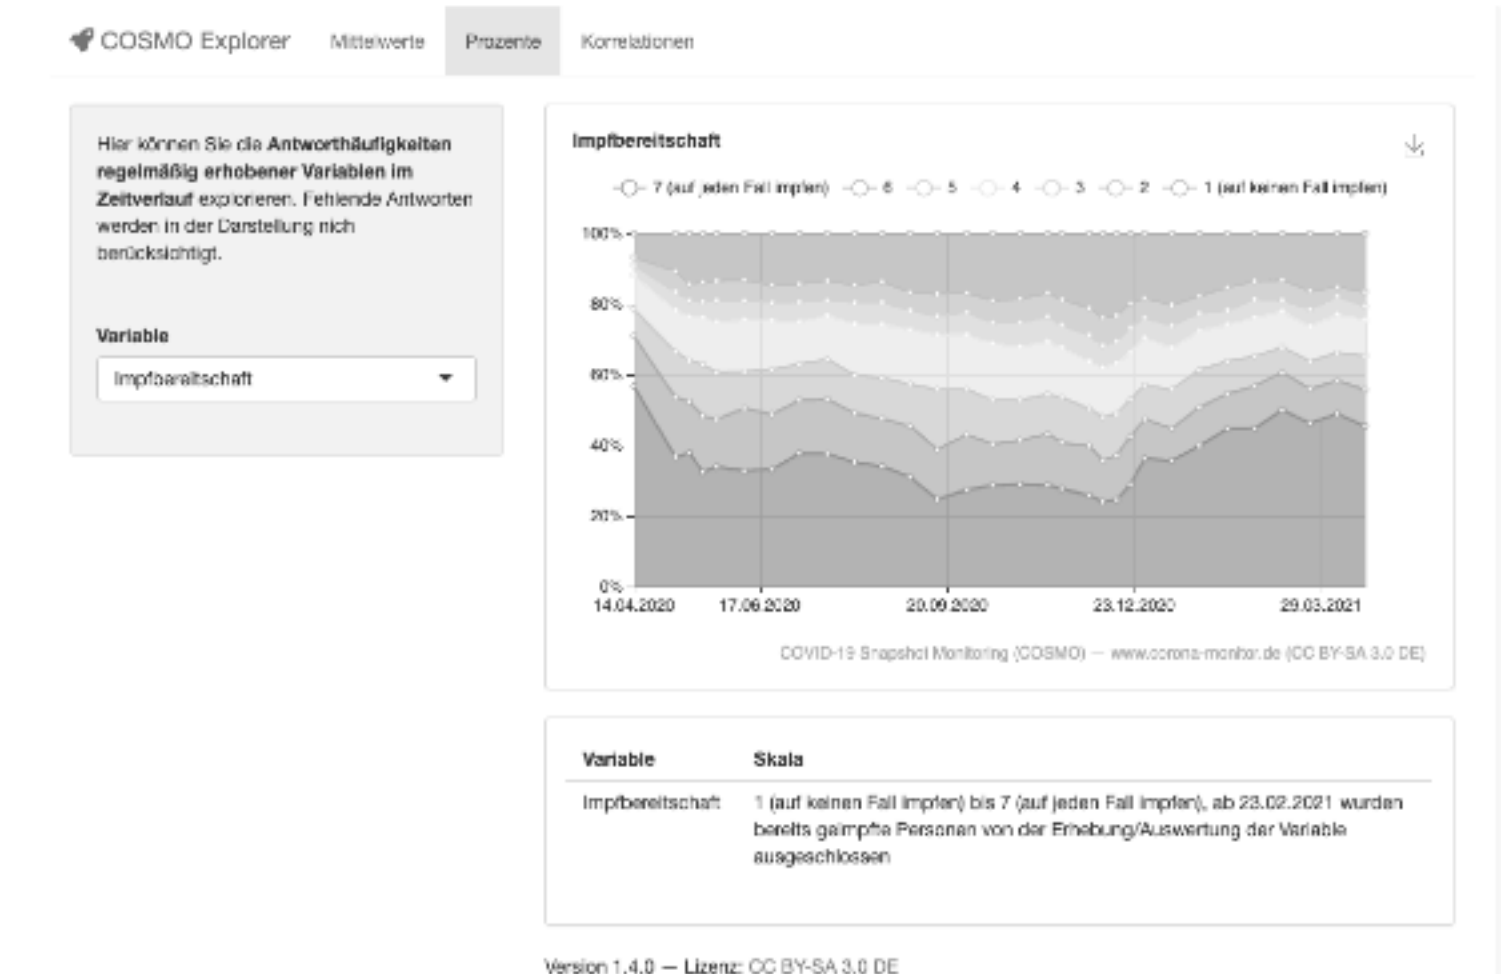 COSMO Explorer Mittelwerte Prozente Korrelationen
Hier können Sie die Antworthäufigkeiten
regelmäßig erhobener Variablen im
Zeitverlauf explorieren. Fehlende Antworten
werden in der Darstellung nich
berücksichtigt.
Variable
Impfbereitschaft
Impfbereitschaft
7 (auf jeden Fall impfen) 6 5 4 3 2 1 (auf keinen Fall impfen)
100%
80%
60%
40%
20%
0%
14.04.2020 17.06.2020 20.09.2020 23.12.2020 29.03.2021
COVID-19 Snapshot Monitoring (COSMO) — www.corona-monitor.de (CC BY-SA 3.0 DE)
Variable Skala
Impfbereitschaft 1 (auf keinen Fall impfen) bis 7 (auf jeden Fall impfen), ab 23.02.2021 wurden
bereits geimpfte Personen von der Erhebung/Auswertung der Variable
ausgeschlossen
Version 1.4.0 — Lizenz: CC BY-SA 3.0 DE